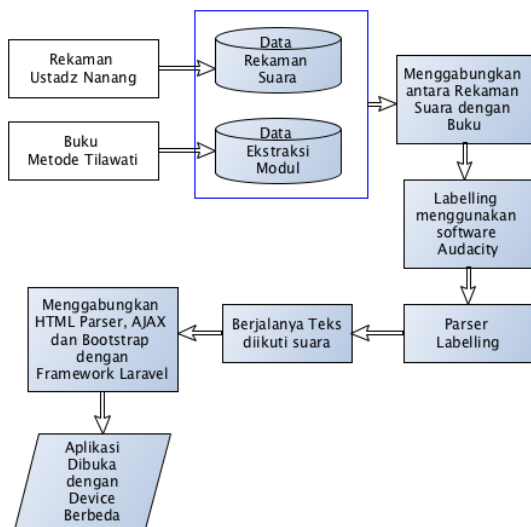 Rekaman
Ustadz Nanang
Data
Rekaman
Suara
Buku
Metode Tilawati
Data
Ekstraksi
Modul
Menggabungkan
antara Rekaman
Suara dengan
Buku
Labelling
menggunakan
software
Audacity
Parser
Labelling
Berjalanya Teks
diikuti suara
Menggabungkan
HTML Parser, AJAX
dan Bootstrap
dengan
Framework Laravel
Aplikasi
Dibuka
dengan
Device
Berbeda